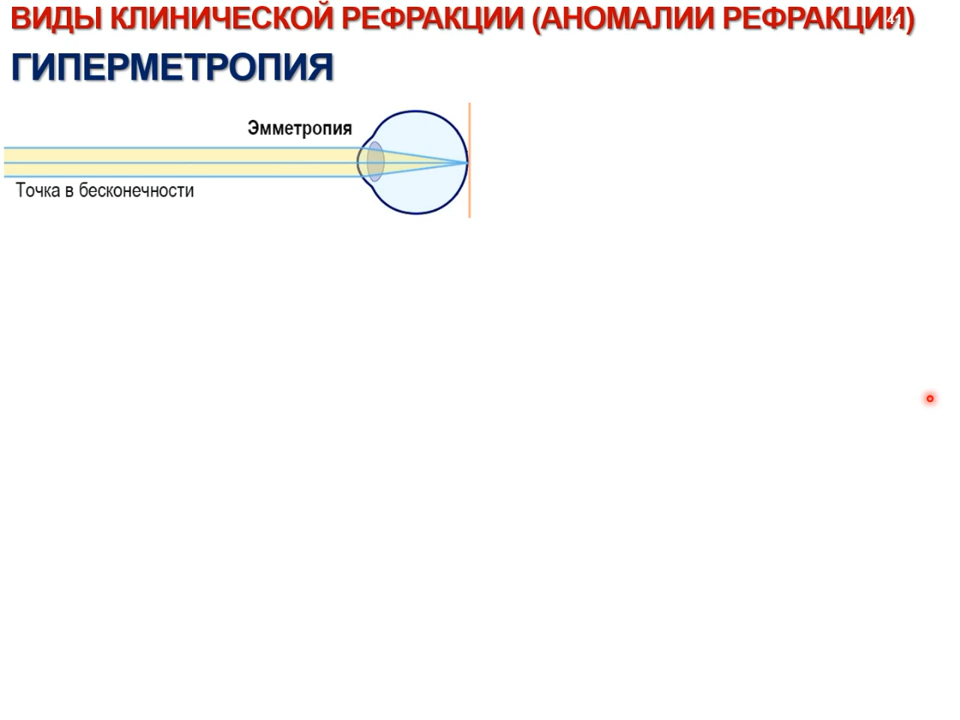 ВИДЫ КЛИНИЧЕСКОЙ РЕФРАКЦИИ (АНОМАЛИИ РЕФРАКЦИИ)
ГИПЕРМЕТРОПИЯ
Эмметропия
Точка в бесконечности